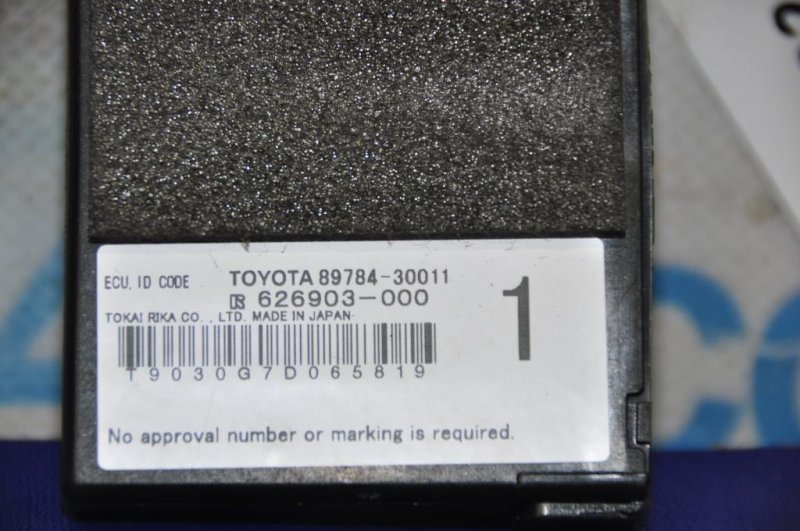 ECU, ID CODE TOYOTA 89784-30011
626903-000
TOKAI RIKA CO., LTD. MADE IN JAPAN
1
T9030G7D065819
No approval number or marking is required.